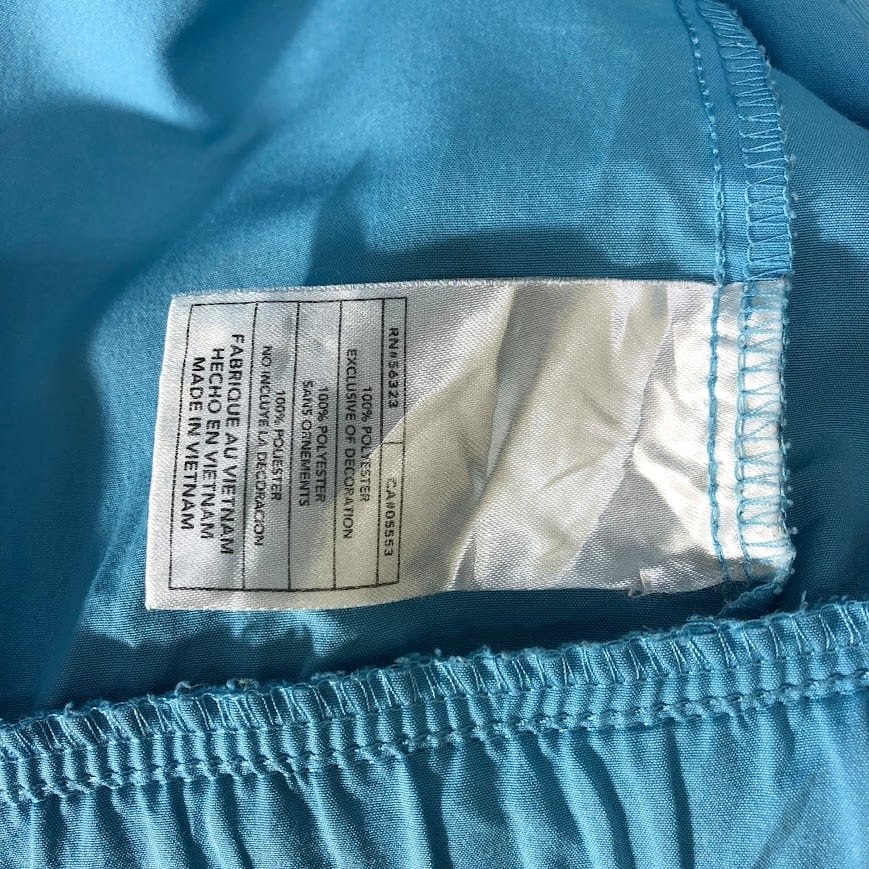 RN#56323 CA#05553
100% POLYESTER
EXCLUSIVE OF DECORATION
100% POLYESTER
SANS ORNEMENTS
100% POLIESTER
NO INCLUYE LA DECORACION
FABRIQUE AU VIETNAM
HECHO EN VIETNAM
MADE IN VIETNAM